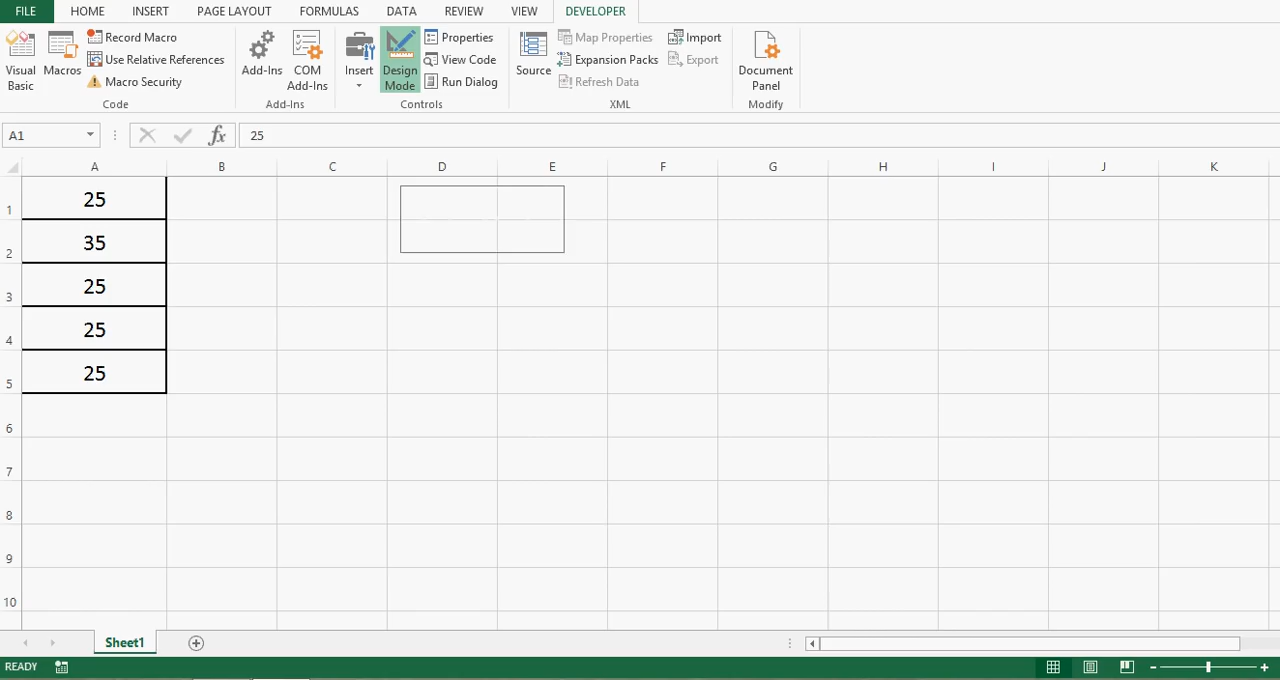 FILE HOME INSERT PAGE LAYOUT FORMULAS DATA REVIEW VIEW DEVELOPER
Visual Basic
Macros
Record Macro
Use Relative References
Macro Security
Code
Add-Ins
COM Add-Ins
Add-Ins
Insert
Design Mode
Properties
View Code
Run Dialog
Controls
Source
Map Properties
Expansion Packs
Refresh Data
Import
Export
XML
Document Panel
Modify
A1 fx 25
A B C D E F G H I J K
1 25
2 35
3 25
4 25
5 25
6
7
8
9
10
Sheet1
READY